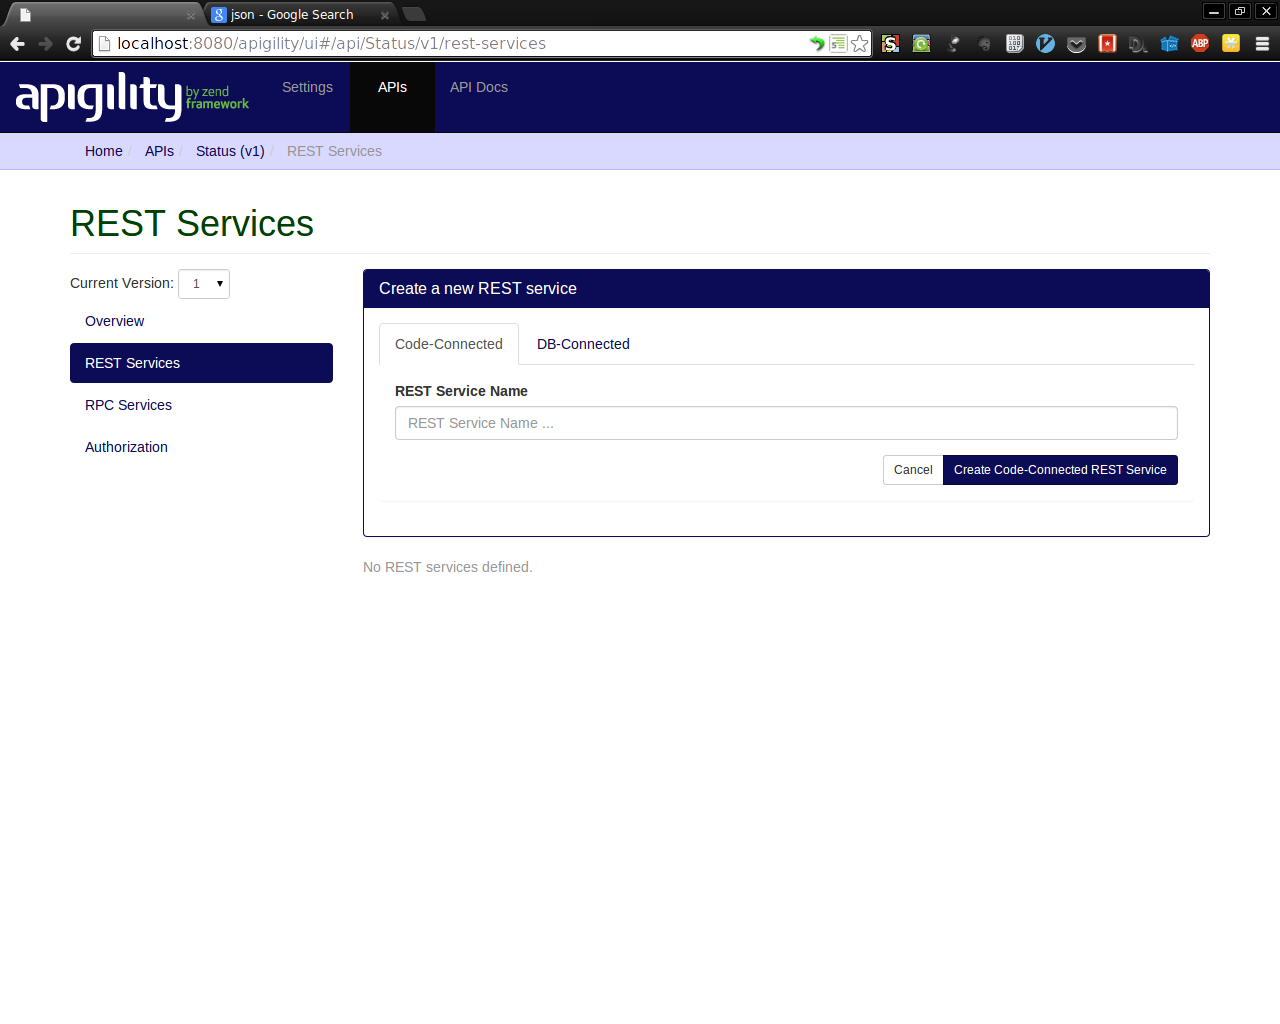 json - Google Search
localhost:8080/apigility/ui#/api/Status/v1/rest-services
ABP
apigility by zend framework
Settings
APIs
API Docs
Home / APIs / Status (v1) / REST Services
REST Services
Current Version: 1
Overview
REST Services
RPC Services
Authorization
Create a new REST service
Code-Connected
DB-Connected
REST Service Name
REST Service Name ...
Cancel
Create Code-Connected REST Service
No REST services defined.